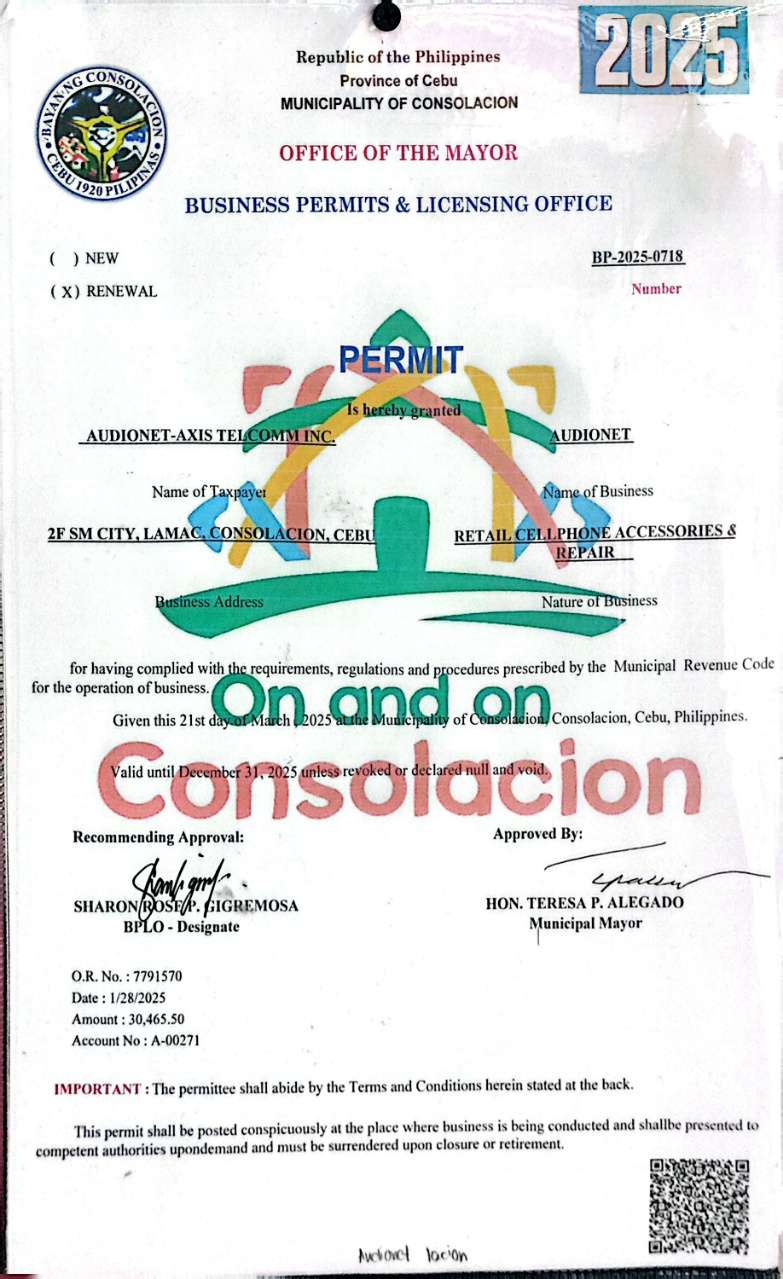 2025
Republic of the Philippines
Province of Cebu
MUNICIPALITY OF CONSOLACION
BAYAN NG CONSOLACION
CEBU 1920 PILIPINAS
OFFICE OF THE MAYOR
BUSINESS PERMITS & LICENSING OFFICE
( ) NEW BP-2025-0718
( X ) RENEWAL Number
PERMIT
Is hereby granted
AUDIONET-AXIS TELCOMM INC. AUDIONET
Name of Taxpayer Name of Business
2F SM CITY, LAMAC, CONSOLACION, CEBU RETAIL CELLPHONE ACCESSORIES &
REPAIR
Business Address Nature of Business
for having complied with the requirements, regulations and procedures prescribed by the Municipal Revenue Code
for the operation of business.
On and on
Given this 21st day of March , 2025 at the Municipality of Consolacion, Consolacion, Cebu, Philippines.
Consolacion
Valid until December 31, 2025 unless revoked or declared null and void.
Recommending Approval: Approved By:
SHARON ROSE P. GIGREMOSA HON. TERESA P. ALEGADO
BPLO - Designate Municipal Mayor
O.R. No. : 7791570
Date : 1/28/2025
Amount : 30,465.50
Account No : A-00271
IMPORTANT : The permittee shall abide by the Terms and Conditions herein stated at the back.
This permit shall be posted conspicuously at the place where business is being conducted and shallbe presented to
competent authorities upondemand and must be surrendered upon closure or retirement.
Audionet lacion